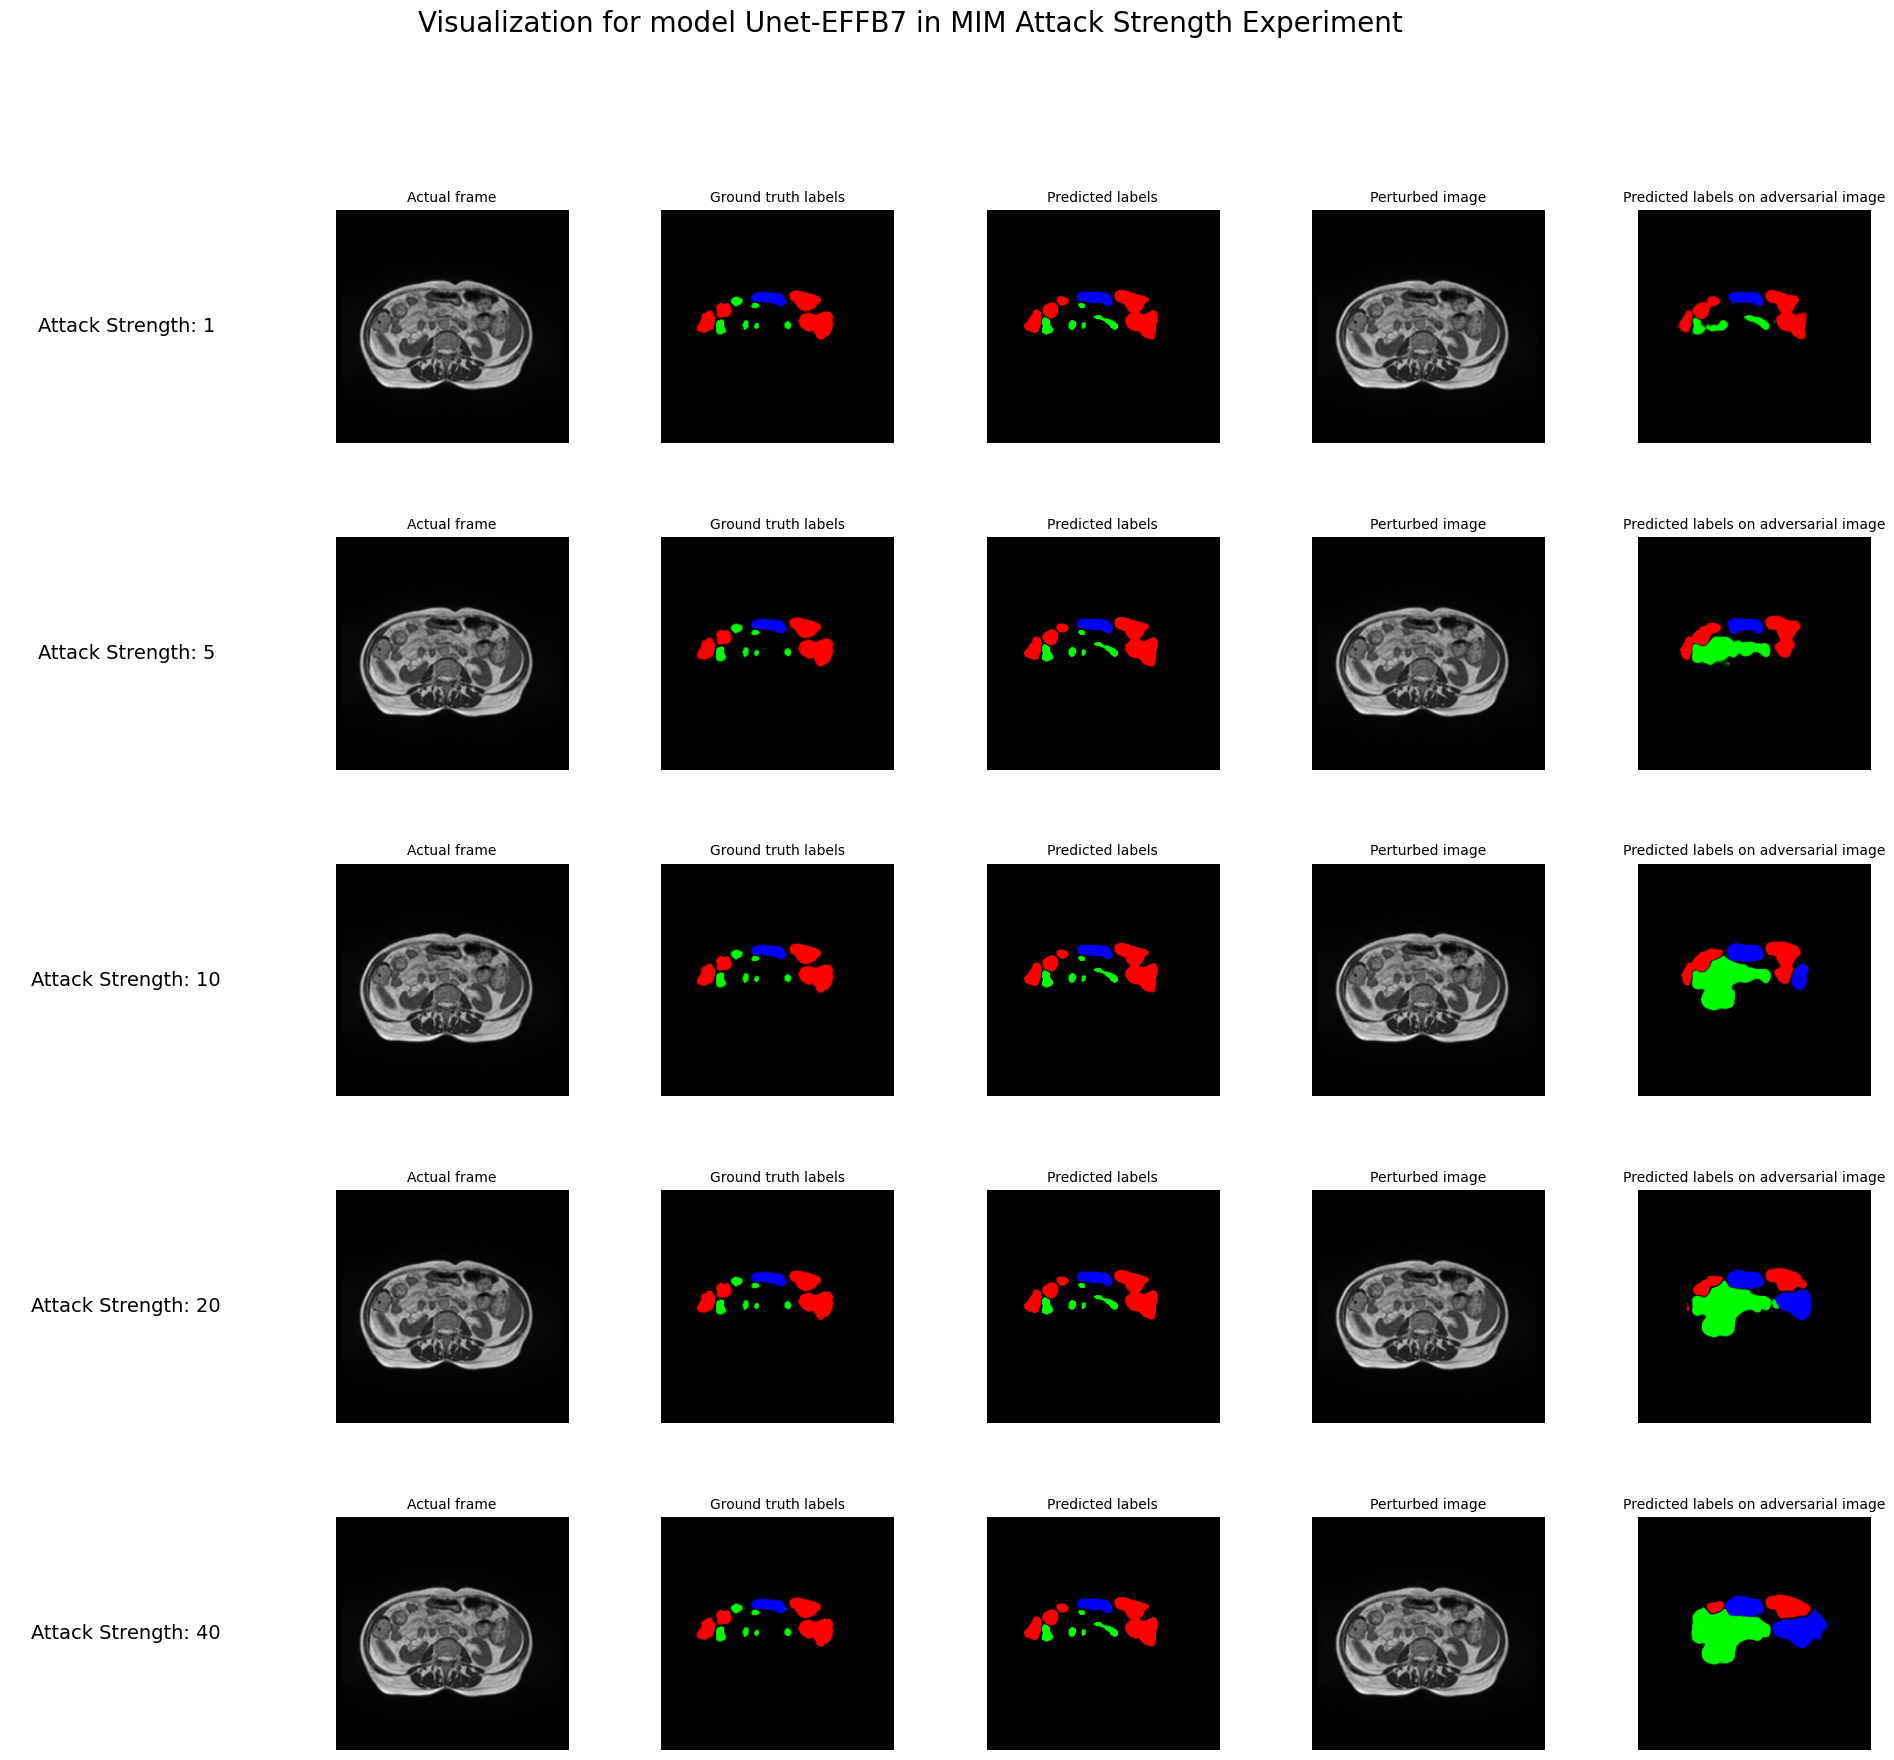 Visualization for model Unet-EFFB7 in MIM Attack Strength Experiment
Actual frame
Ground truth labels
Predicted labels
Perturbed image
Predicted labels on adversarial image
Attack Strength: 1
Actual frame
Ground truth labels
Predicted labels
Perturbed image
Predicted labels on adversarial image
Attack Strength: 5
Actual frame
Ground truth labels
Predicted labels
Perturbed image
Predicted labels on adversarial image
Attack Strength: 10
Actual frame
Ground truth labels
Predicted labels
Perturbed image
Predicted labels on adversarial image
Attack Strength: 20
Actual frame
Ground truth labels
Predicted labels
Perturbed image
Predicted labels on adversarial image
Attack Strength: 40